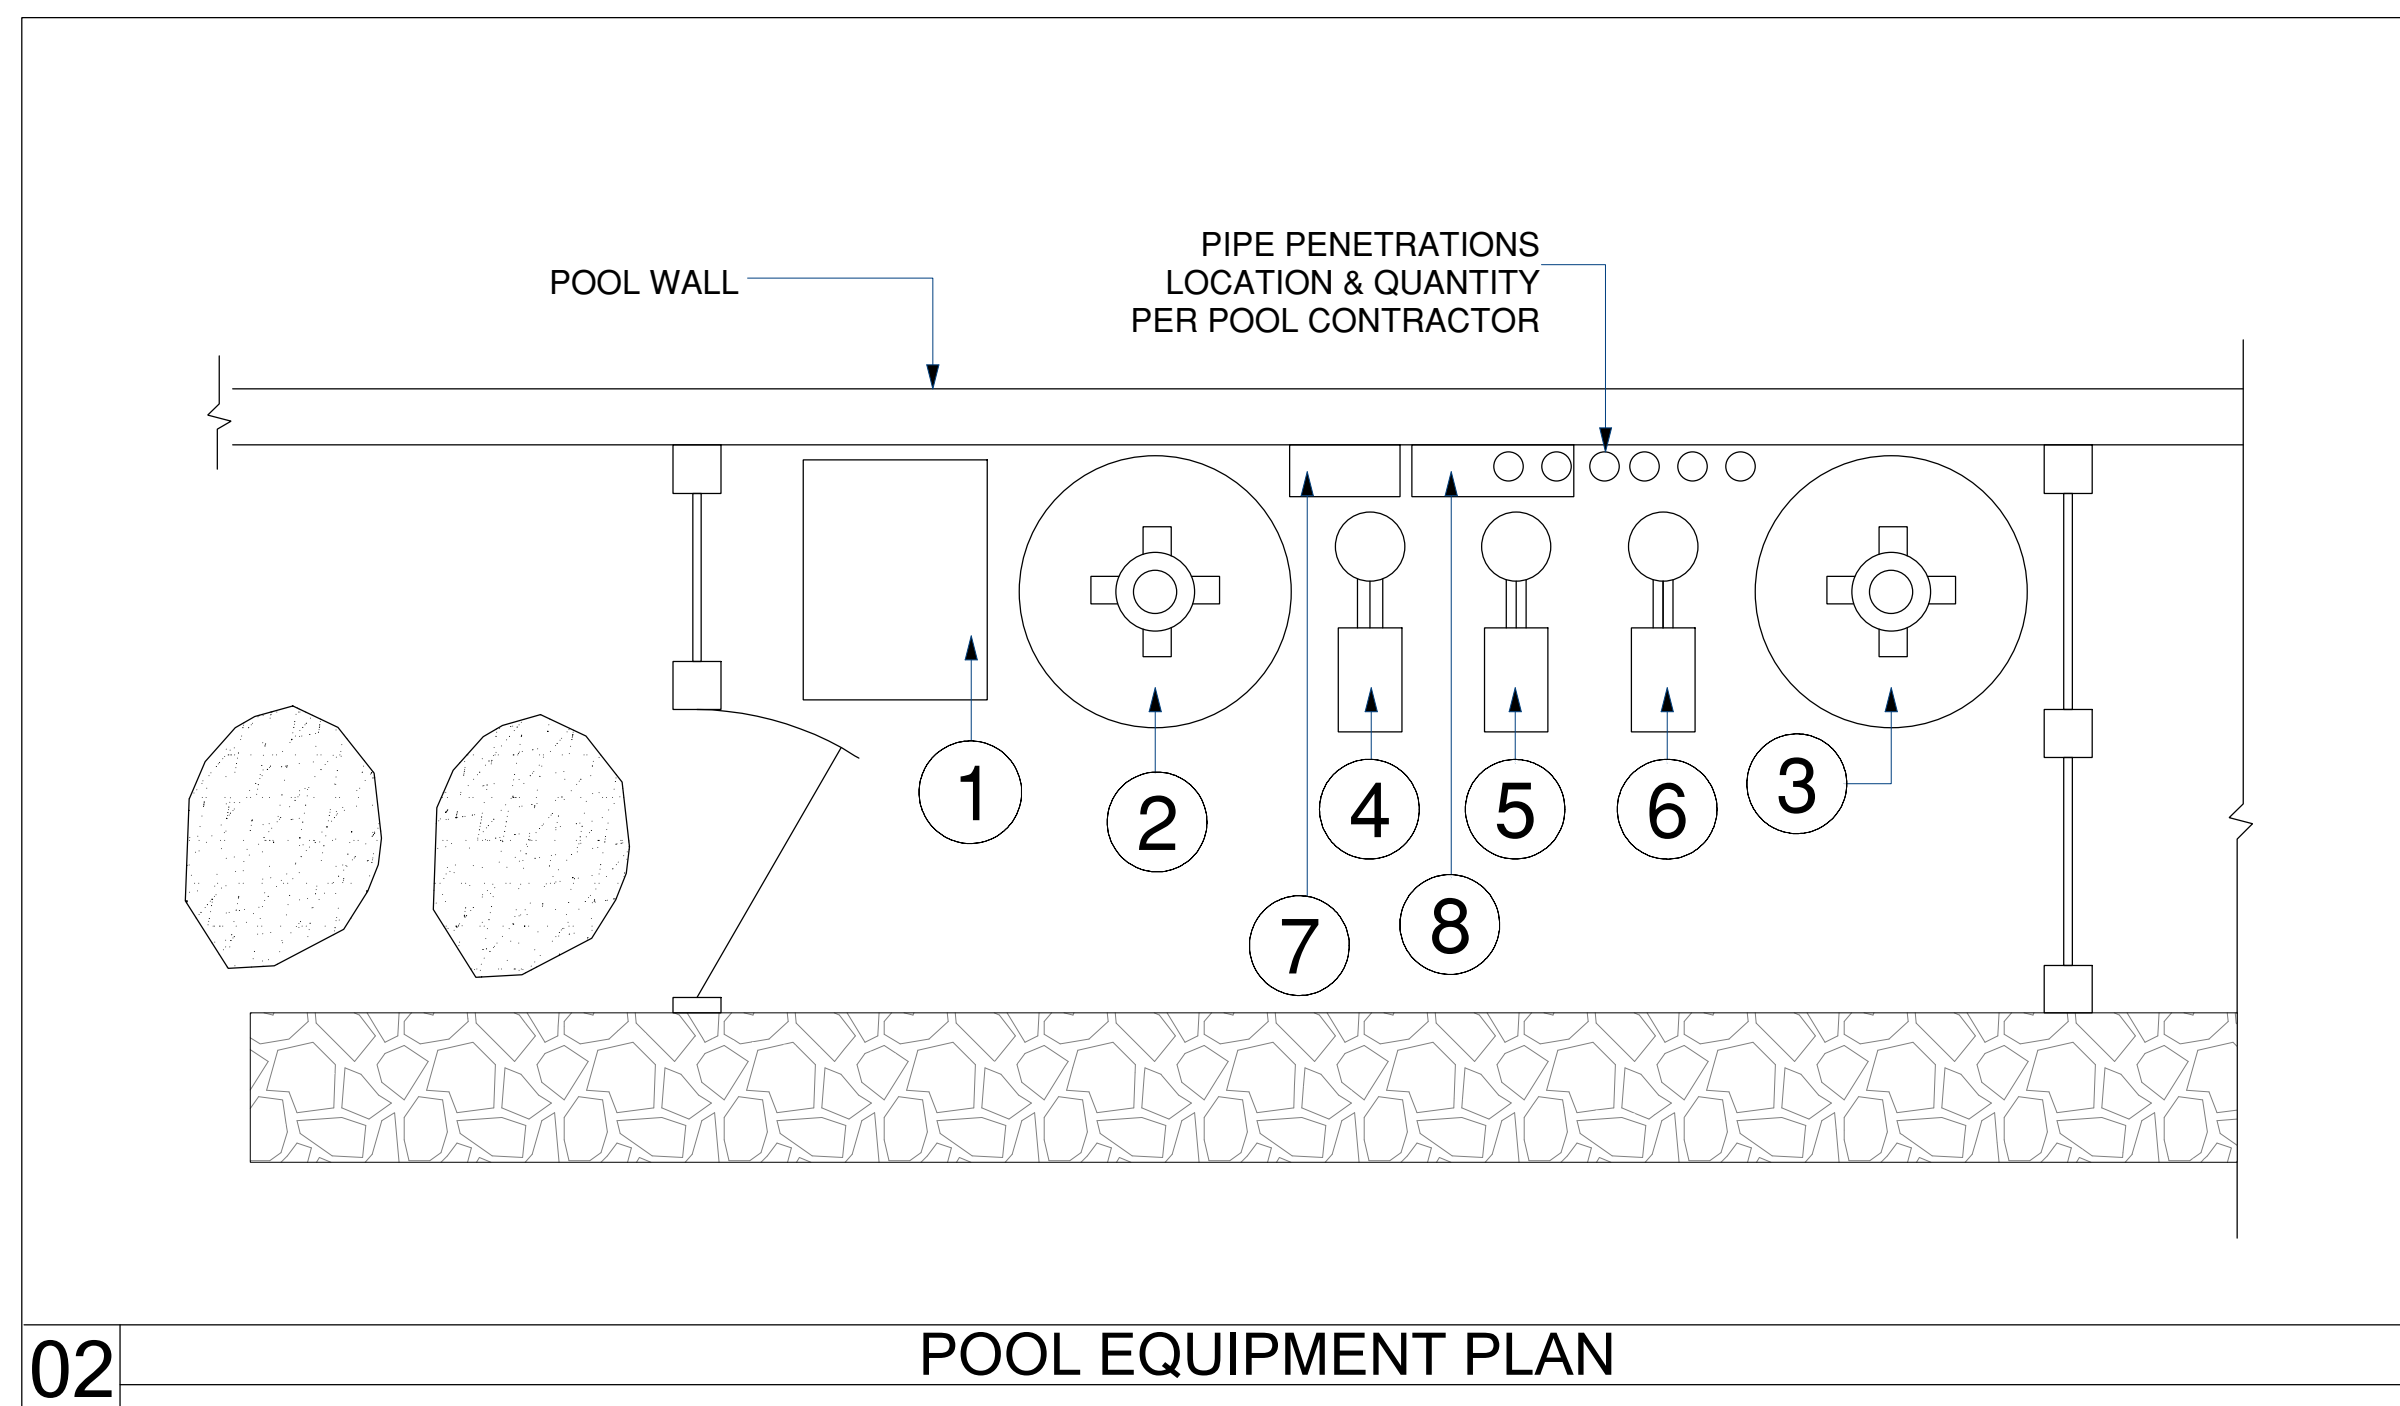 PIPE PENETRATIONS
POOL WALL
LOCATION & QUANTITY
PER POOL CONTRACTOR
1
2
4
5
6
3
7
8
02
POOL EQUIPMENT PLAN